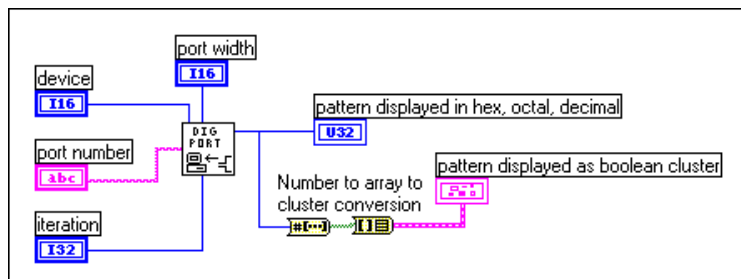 port width
I16
device
I16
pattern displayed in hex, octal, decimal
U32
DIG
PORT
port number
abc
pattern displayed as boolean cluster
Number to array to
cluster conversion
iteration
I32
#[...]
[]